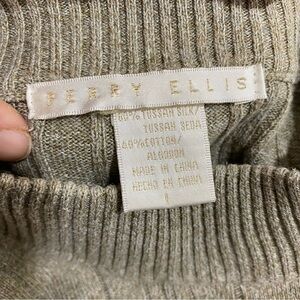 PERRY ELLIS
60% TUSSAH SILK/
TUSSAH SEDA
40%COTTON/
ALGODON
MADE IN CHINA
HECHO EN CHINA
L